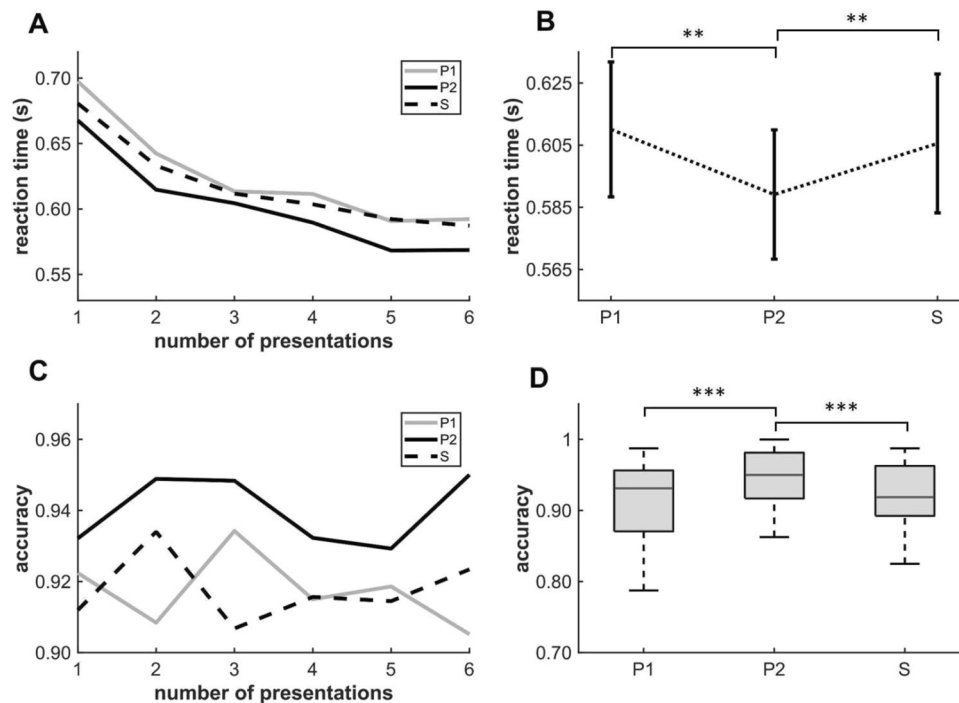 A
reaction time (s)
0.70
0.65
0.60
0.55
1 2 3 4 5 6
number of presentations
P1
P2
S
B
** **
reaction time (s)
0.625
0.605
0.585
0.565
P1 P2 S
C
accuracy
0.96
0.94
0.92
0.90
1 2 3 4 5 6
number of presentations
P1
P2
S
D
*** ***
accuracy
1
0.90
0.80
0.70
P1 P2 S